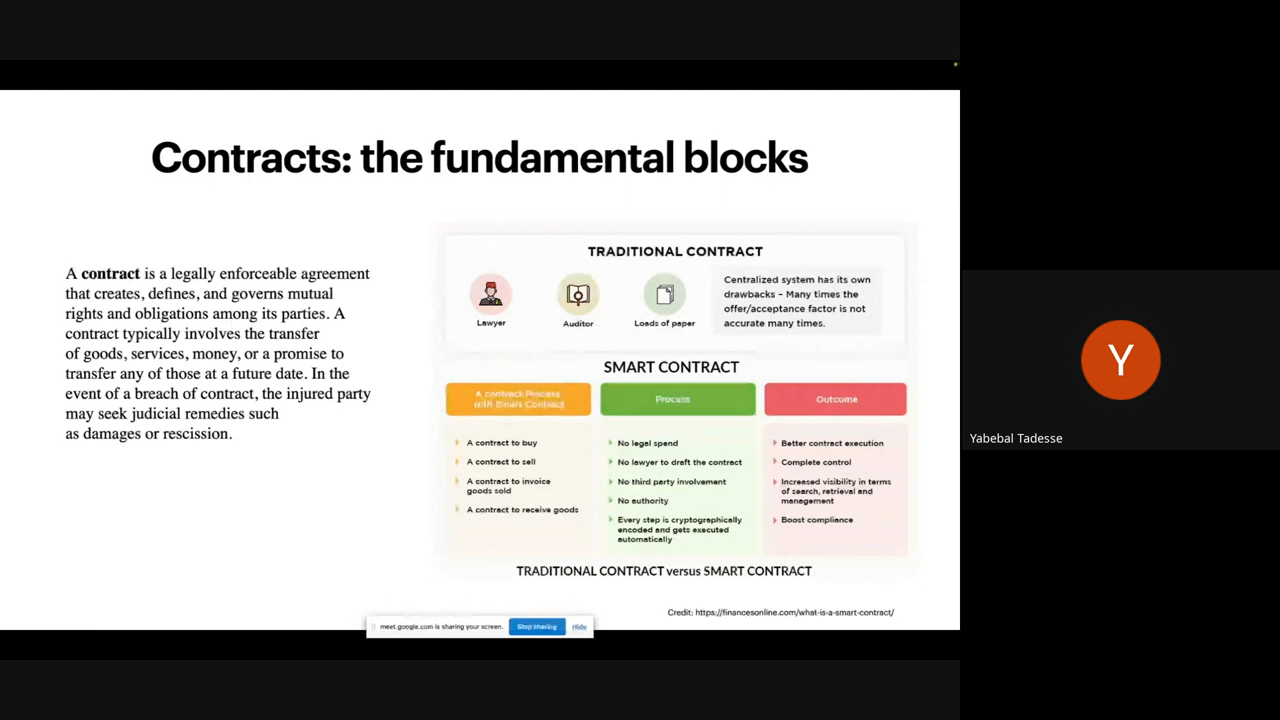 Contracts: the fundamental blocks
A contract is a legally enforceable agreement
that creates, defines, and governs mutual
rights and obligations among its parties. A
contract typically involves the transfer
of goods, services, money, or a promise to
transfer any of those at a future date. In the
event of a breach of contract, the injured party
may seek judicial remedies such
as damages or rescission.
TRADITIONAL CONTRACT
Lawyer
Auditor
Loads of paper
Centralized system has its own
drawbacks – Many times the
offer/acceptance factor is not
accurate many times.
SMART CONTRACT
A contract Process
with Smart Contract
A contract to buy
A contract to sell
A contract to invoice
goods sold
A contract to receive goods
Process
No legal spend
No lawyer to draft the contract
No third party involvement
No authority
Every step is cryptographically
encoded and gets executed
automatically
Outcome
Better contract execution
Complete control
Increased visibility in terms
of search, retrieval and
management
Boost compliance
TRADITIONAL CONTRACT versus SMART CONTRACT
Credit: https://financesonline.com/what-is-a-smart-contract/
meet.google.com is sharing your screen.
Stop sharing
Hide
Y
Yabebal Tadesse